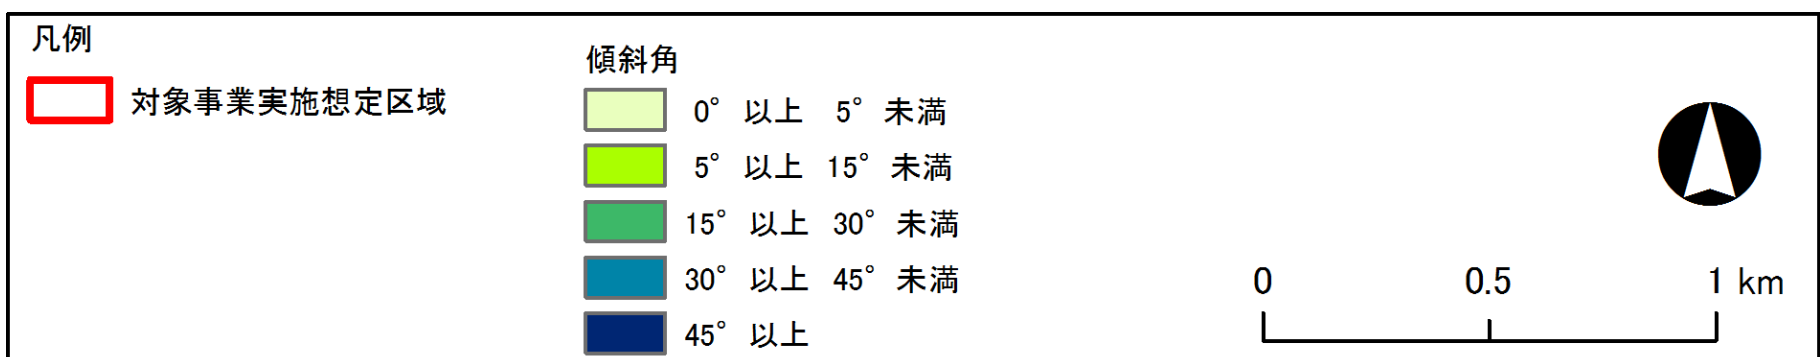 凡例
対象事業実施想定区域
傾斜角
0° 以上 5° 未満
5° 以上 15° 未満
15° 以上 30° 未満
30° 以上 45° 未満
45° 以上
0 0.5 1 km